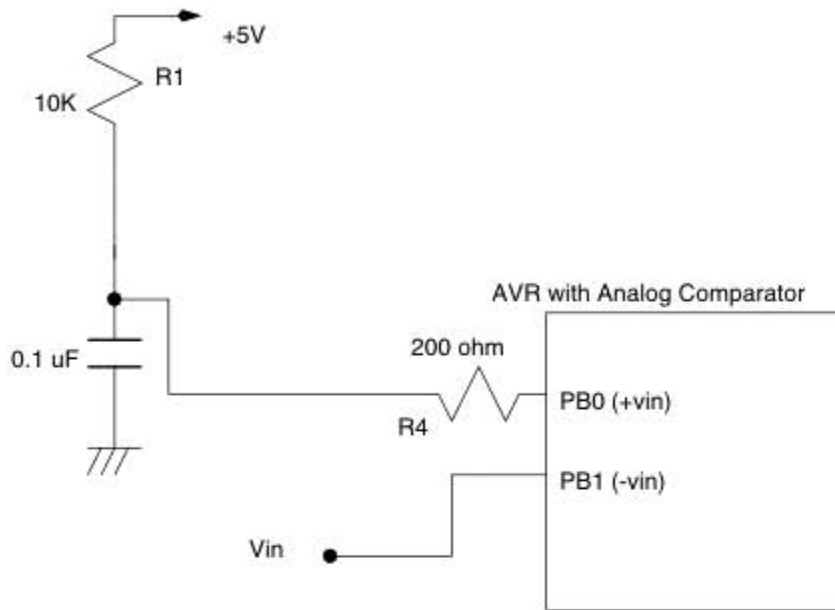 +5V
R1
10K
AVR with Analog Comparator
0.1 uF
200 ohm
R4
PB0 (+vin)
PB1 (-vin)
Vin